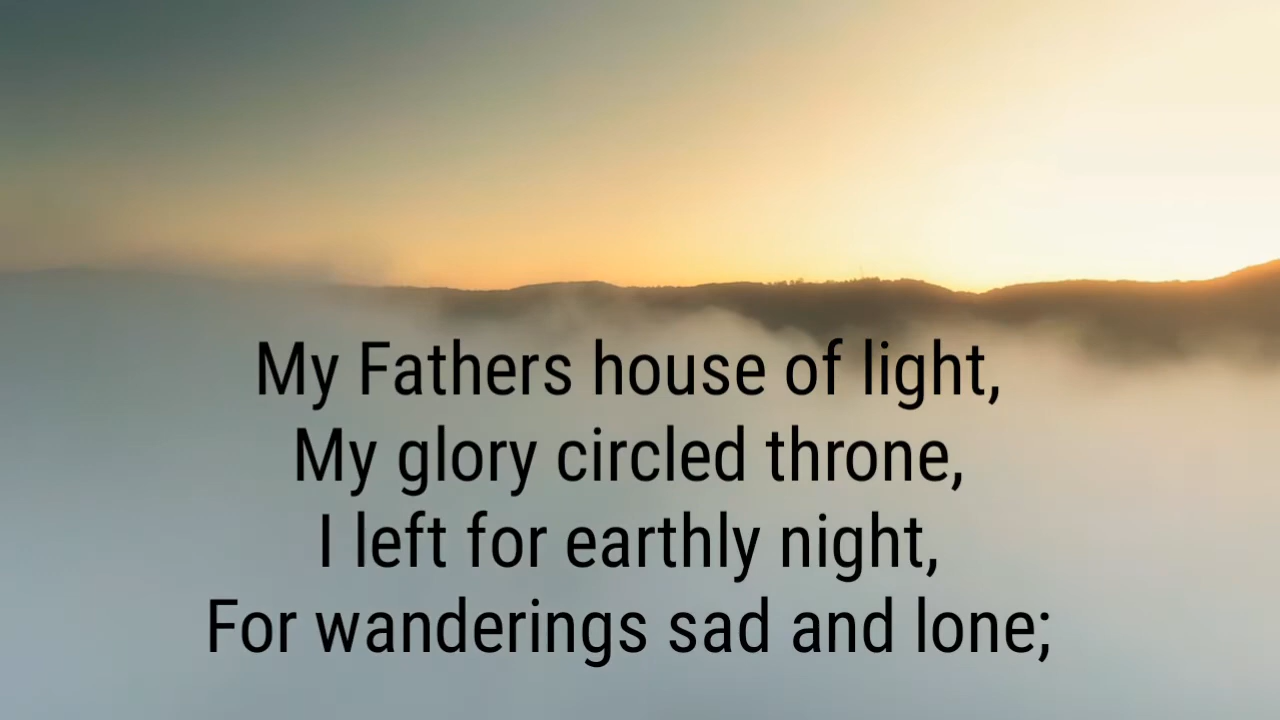 My Fathers house of light,
My glory circled throne,
I left for earthly night,
For wanderings sad and lone;